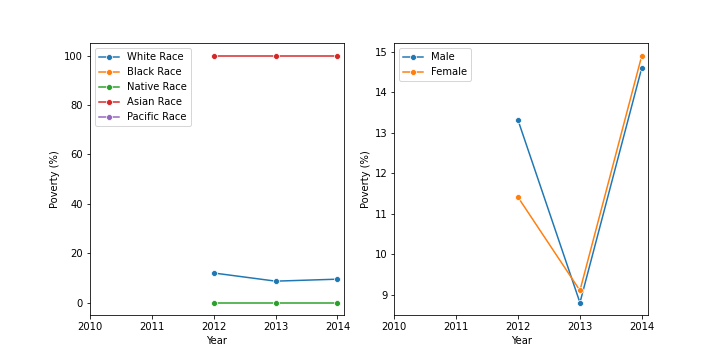 White Race
Black Race
Native Race
Asian Race
Pacific Race
100
80
60
40
20
0
Poverty (%)
2010 2011 2012 2013 2014
Year
Male
Female
15
14
13
12
11
10
9
Poverty (%)
2010 2011 2012 2013 2014
Year